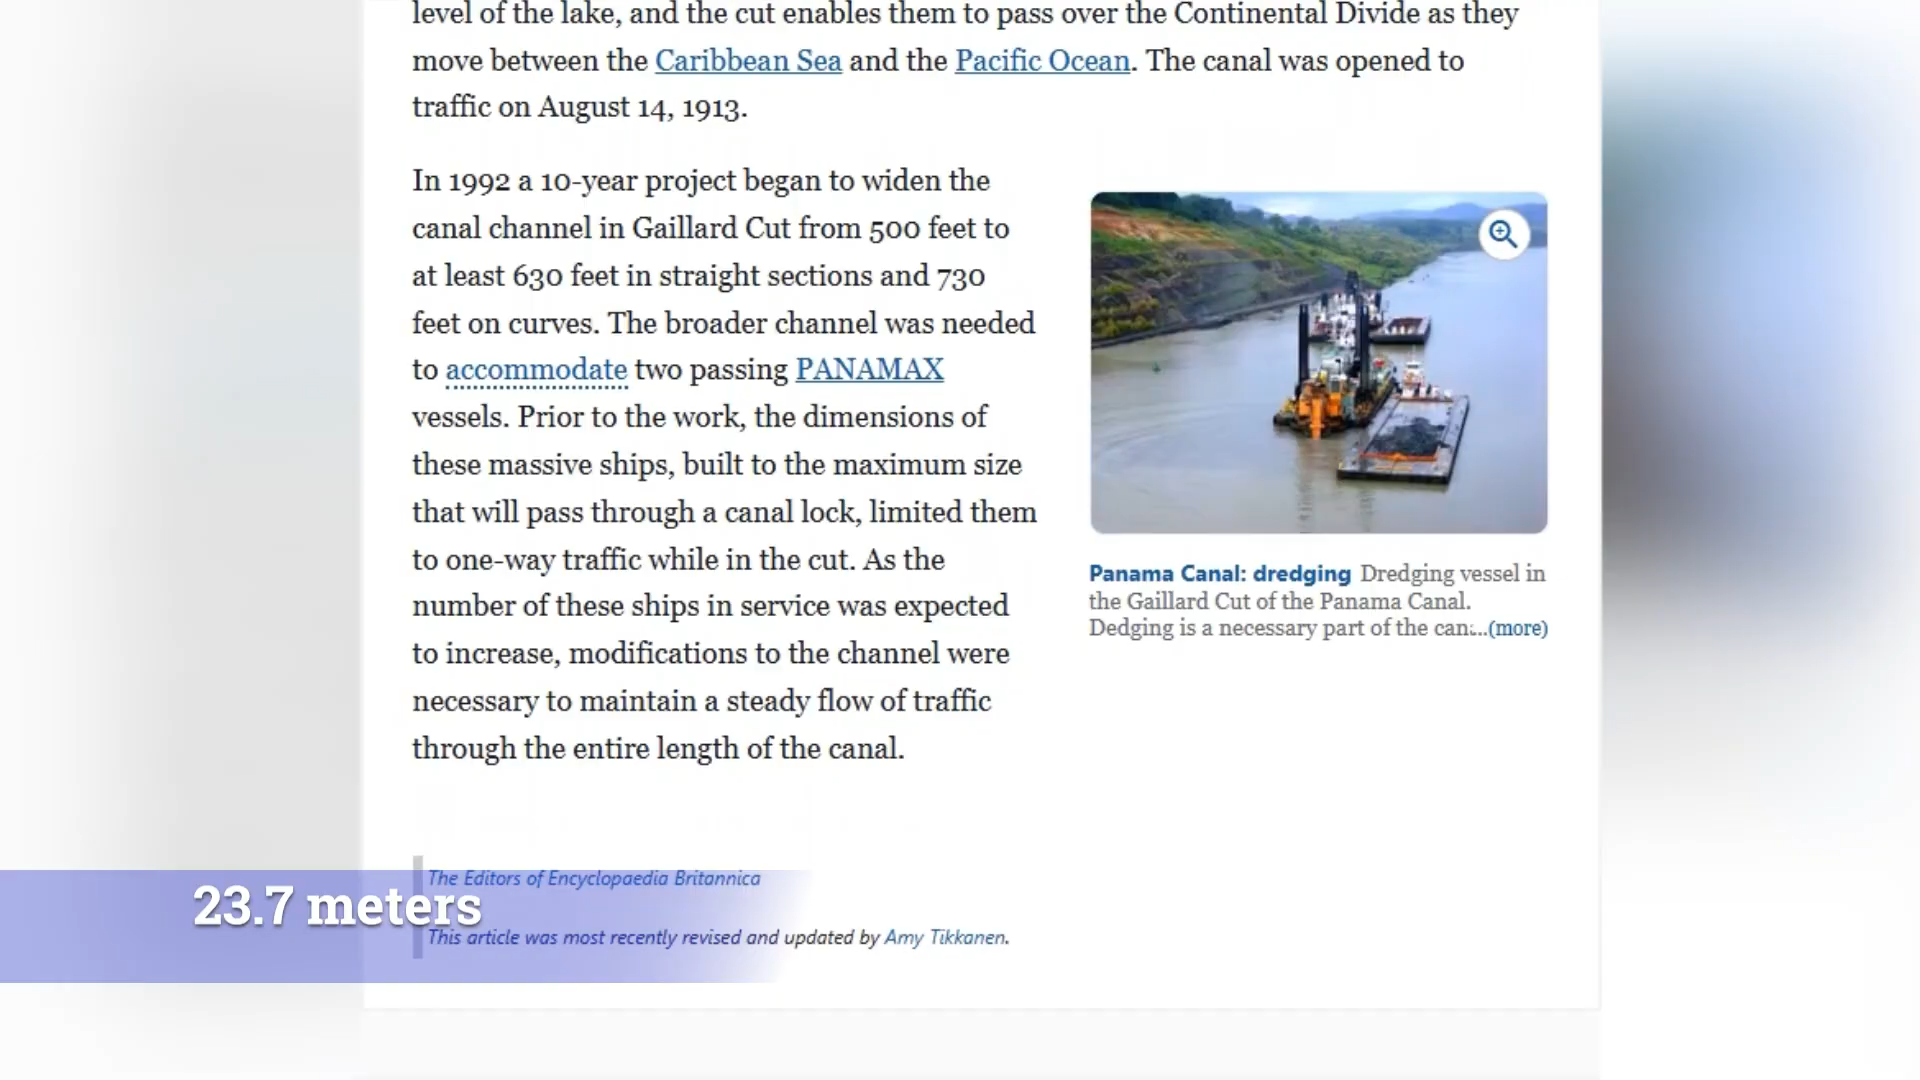 level of the lake, and the cut enables them to pass over the Continental Divide as they
move between the Caribbean Sea and the Pacific Ocean. The canal was opened to
traffic on August 14, 1913.
In 1992 a 10-year project began to widen the
canal channel in Gaillard Cut from 500 feet to
at least 630 feet in straight sections and 730
feet on curves. The broader channel was needed
to accommodate two passing PANAMAX
vessels. Prior to the work, the dimensions of
these massive ships, built to the maximum size
that will pass through a canal lock, limited them
to one-way traffic while in the cut. As the
number of these ships in service was expected
to increase, modifications to the channel were
necessary to maintain a steady flow of traffic
through the entire length of the canal.
Panama Canal: dredging Dredging vessel in
the Gaillard Cut of the Panama Canal.
Dedging is a necessary part of the can...(more)
The Editors of Encyclopaedia Britannica
23.7 meters
This article was most recently revised and updated by Amy Tikkanen.